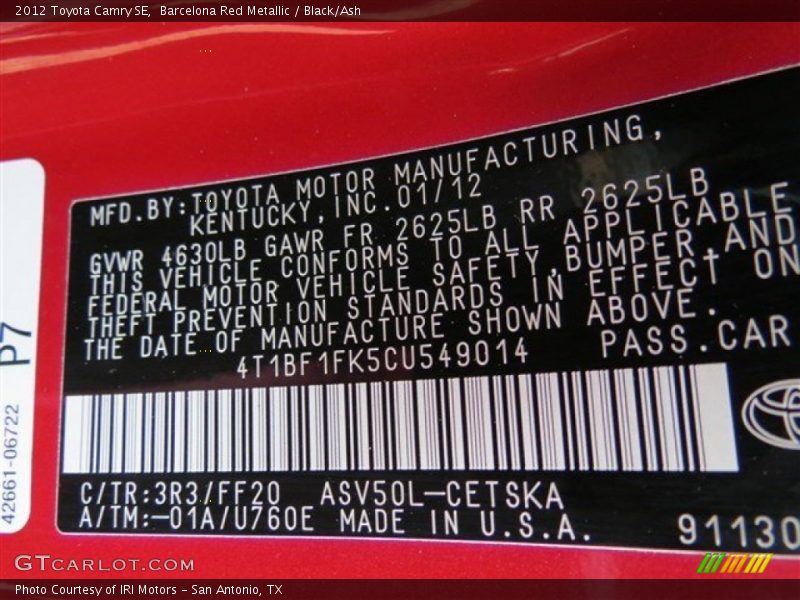 2012 Toyota Camry SE, Barcelona Red Metallic / Black/Ash
MFD.BY:TOYOTA MOTOR MANUFACTURING,
KENTUCKY,INC.01/12
GVWR 4630LB GAWR FR 2625LB RR 2625LB
THIS VEHICLE CONFORMS TO ALL APPLICABLE
FEDERAL MOTOR VEHICLE SAFETY,BUMPER,AND
THEFT PREVENTION STANDARDS IN EFFECT ON
THE DATE OF MANUFACTURE SHOWN ABOVE.
4T1BF1FK5CU549014 PASS.CAR
C/TR:3R3/FF20 ASV50L-CETSKA
A/TM:-01A/U760E MADE IN U.S.A.
91130
P7
42661-06722
GTCARLOT.COM
Photo Courtesy of IRI Motors - San Antonio, TX